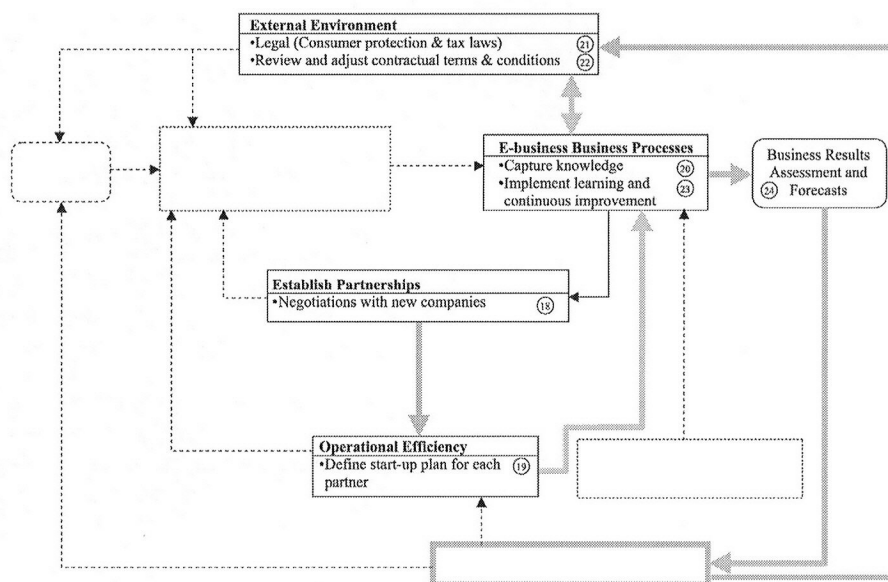 External Environment
•Legal (Consumer protection & tax laws) 21
•Review and adjust contractual terms & conditions 22
E-business Business Processes
•Capture knowledge 20
•Implement learning and 23
continuous improvement
Business Results
Assessment and
24 Forecasts
Establish Partnerships
•Negotiations with new companies 18
Operational Efficiency
•Define start-up plan for each 19
partner